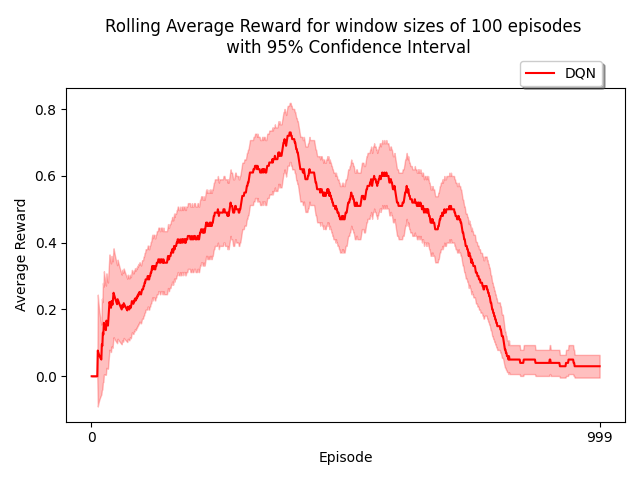 Rolling Average Reward for window sizes of 100 episodes
with 95% Confidence Interval
DQN
0.8
0.6
0.4
0.2
0.0
Average Reward
0
999
Episode